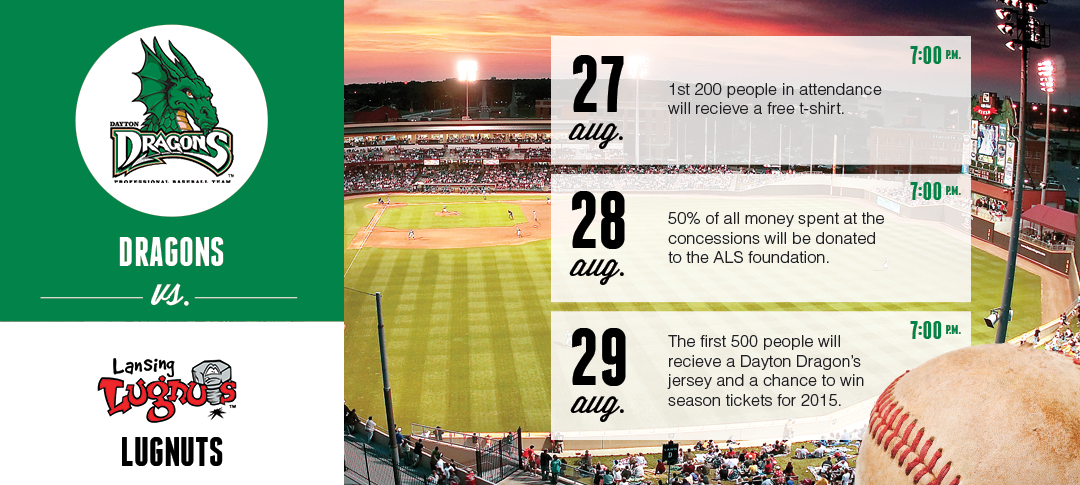 DAYTON
DRAGONS
PROFESSIONAL BASEBALL TEAM
TM
DRAGONS
vs.
Lansing
Lugnuts
TM
LUGNUTS
27
aug.
7:00 P.M.
1st 200 people in attendance
will recieve a free t-shirt.
28
aug.
7:00 P.M.
50% of all money spent at the
concessions will be donated
to the ALS foundation.
29
aug.
7:00 P.M.
The first 500 people will
recieve a Dayton Dragon's
jersey and a chance to win
season tickets for 2015.